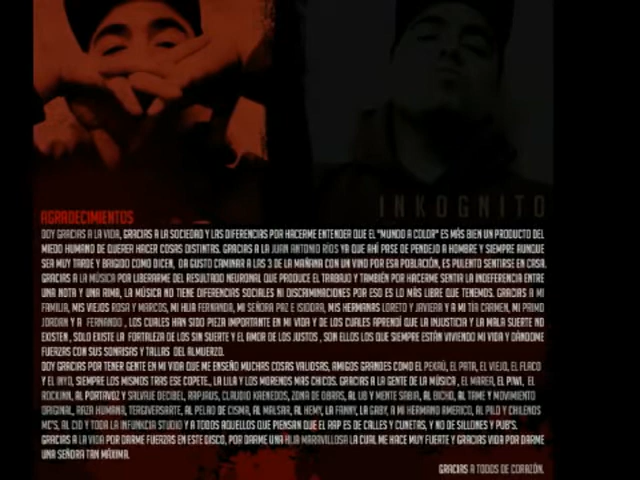 INKOGNITO
AGRADECIMIENTOS
DOY GRACIAS A LA VIDA, GRACIAS A LA SOCIEDAD Y LAS DIFERENCIAS POR HACERME ENTENDER QUE EL "MUNDO A COLOR" ES MÁS BIEN UN PRODUCTO DEL
MIEDO HUMANO DE QUERER HACER COSAS DISTINTAS. GRACIAS A LA JUAN ANTONIO RÍOS YA QUE AHÍ PASE DE PENDEJO A HOMBRE Y SIEMPRE AUNQUE
SEA MUY TARDE Y BRIGIDO COMO DICEN, DA GUSTO CAMINAR A LAS 3 DE LA MAÑANA CON UN VINO POR ESA POBLACIÓN, ES PULENTO SENTIRSE EN CASA.
GRACIAS A LA MÚSICA POR LIBERARME DEL RESULTADO NEURONAL QUE PRODUCE EL TRABAJO Y TAMBIÉN POR HACERME SENTIR LA INDEFERENCIA ENTRE
UNA NOTA Y UNA RIMA, LA MÚSICA NO TIENE DIFERENCIAS SOCIALES NI DISCRIMINACIONES POR ESO ES LO MÁS LIBRE QUE TENEMOS. GRACIAS A MI
FAMILIA, MIS VIEJOS ROSA Y MARCOS, MI HIJA FERNANDA, MI SEÑORA PAZ E ISIDORA, MIS HERMANAS LORETO Y JAVIERA Y A MI TÍA CARMEN, MI PRIMO
JORDAN Y A FERNANDO , LOS CUALES HAN SIDO PIEZA IMPORTANTE EN MI VIDA Y DE LOS CUALES APRENDÍ QUE LA INJUSTICIA Y LA MALA SUERTE NO
EXISTEN , SOLO EXISTE LA FORTALEZA DE LOS SIN SUERTE Y EL AMOR DE LOS JUSTOS , SON ELLOS LOS QUE SIEMPRE ESTÁN VIVIENDO MI VIDA Y DÁNDOME
FUERZAS CON SUS SONRISAS Y TALLAS DEL ALMUERZO.
DOY GRACIAS POR TENER GENTE EN MI VIDA QUE ME ENSEÑO MUCHAS COSAS VALIOSAS, AMIGOS GRANDES COMO EL PEKAÚ, EL PATA, EL VIEJO, EL FLACO
Y EL INYO, SIEMPRE LOS MISMOS TRAS ESE COPETE., LA LILA Y LOS MORENOS MAS CHICOS. GRACIAS A LA GENTE DE LA MÚSICA , EL MAREA, EL PIWI, EL
ROCKINN, AL PORTAVOZ Y SALVAJE DECIBEL, RAPJAUS, CLAUDIO KAENEDOS, ZONA DE OBRAS, AL LIB Y MENTE SABIA, AL BICHO, AL TAME Y MOVIMIENTO
ORIGINAL, RAZA HUMANA, TERGIVERSARTE, AL PELAO DE CISMA, AL MALSAR, AL HEMY, LA FANNY, LA GABY, A MI HERMANO AMERICO, AL PILO Y CHILENOS
MC'S, AL CID Y TODA LA INFUNKCIA STUDIO Y A TODOS AQUELLOS QUE PIENSAN QUE EL RAP ES DE CALLES Y CUNETAS, Y NO DE SILLONES Y PUB'S.
GRACIAS A LA VIDA POR DARME FUERZAS EN ESTE DISCO, POR DARME UNA HIJA MARAVILLOSA LA CUAL ME HACE MUY FUERTE Y GRACIAS VIDA POR DARME
UNA SEÑORA TAN MÁXIMA.
GRACIAS A TODOS DE CORAZÓN.